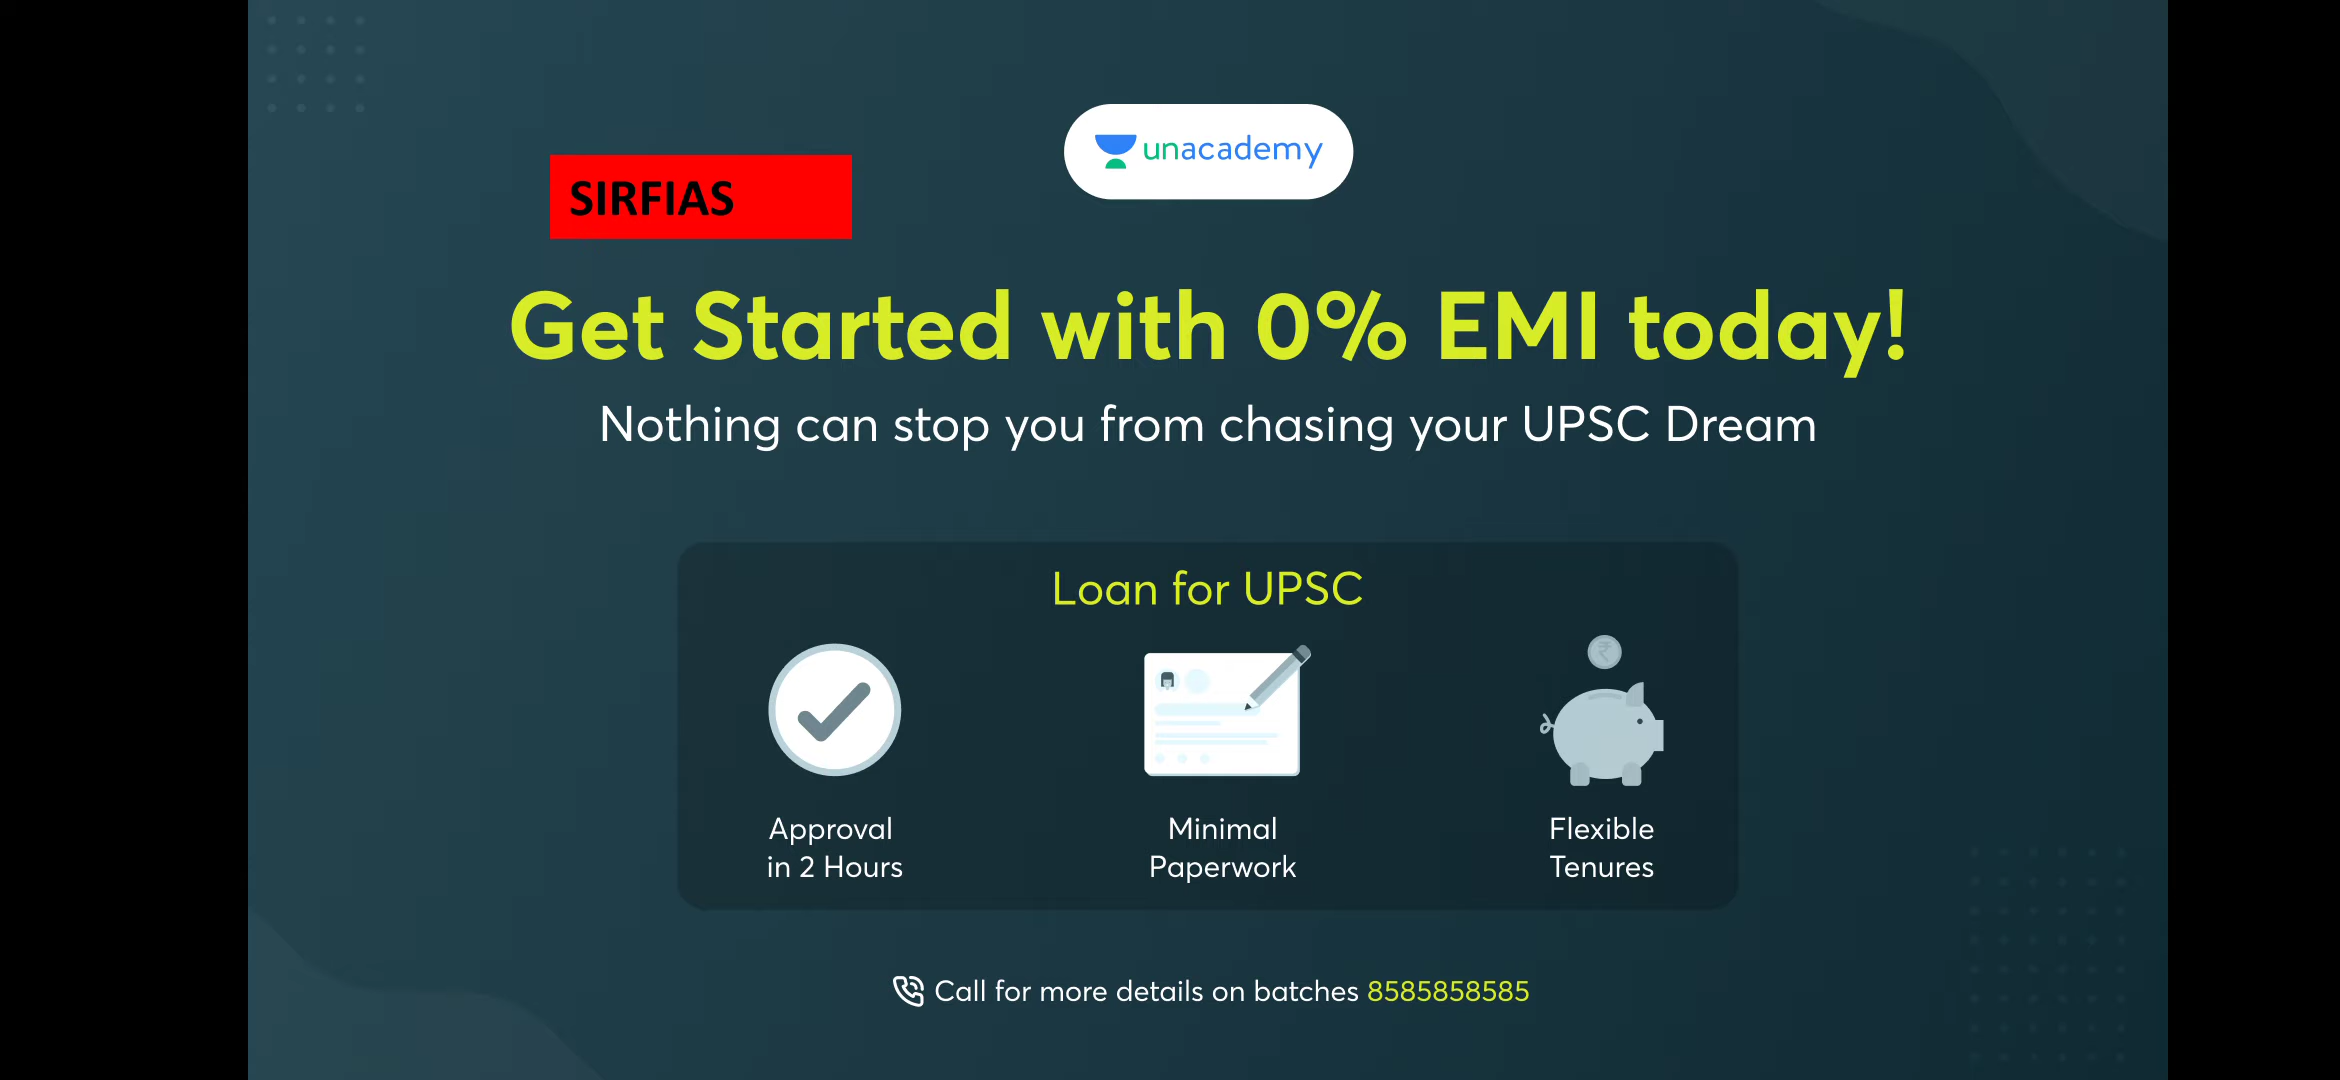 unacademy
SIRFIAS
Get Started with 0% EMI today!
Nothing can stop you from chasing your UPSC Dream
Loan for UPSC
Approval
in 2 Hours
Minimal
Paperwork
Flexible
Tenures
Call for more details on batches 8585858585